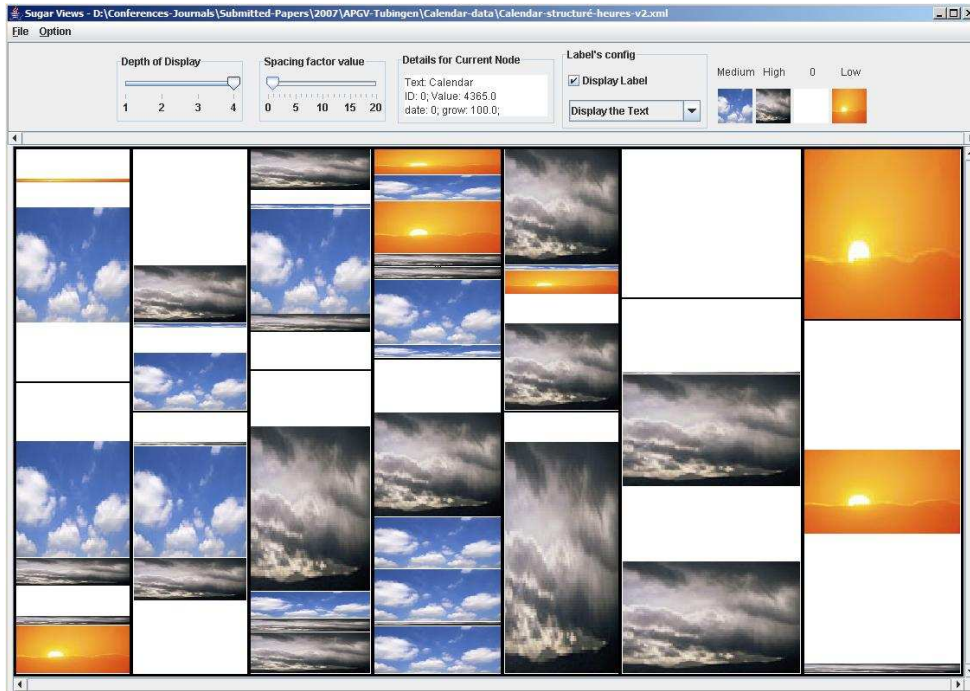 Sugar Views - D:\Conferences-Journals\Submitted-Papers\2007\APGV-Tubingen\Calendar-data\Calendar-structuré-heures-v2.xml
File Option
Depth of Display
1 2 3 4
Spacing factor value
0 5 10 15 20
Details for Current Node
Text: Calendar
ID: 0; Value: 4365.0
date: 0; grow: 100.0;
Label's config
Display Label
Display the Text
Medium High 0 Low